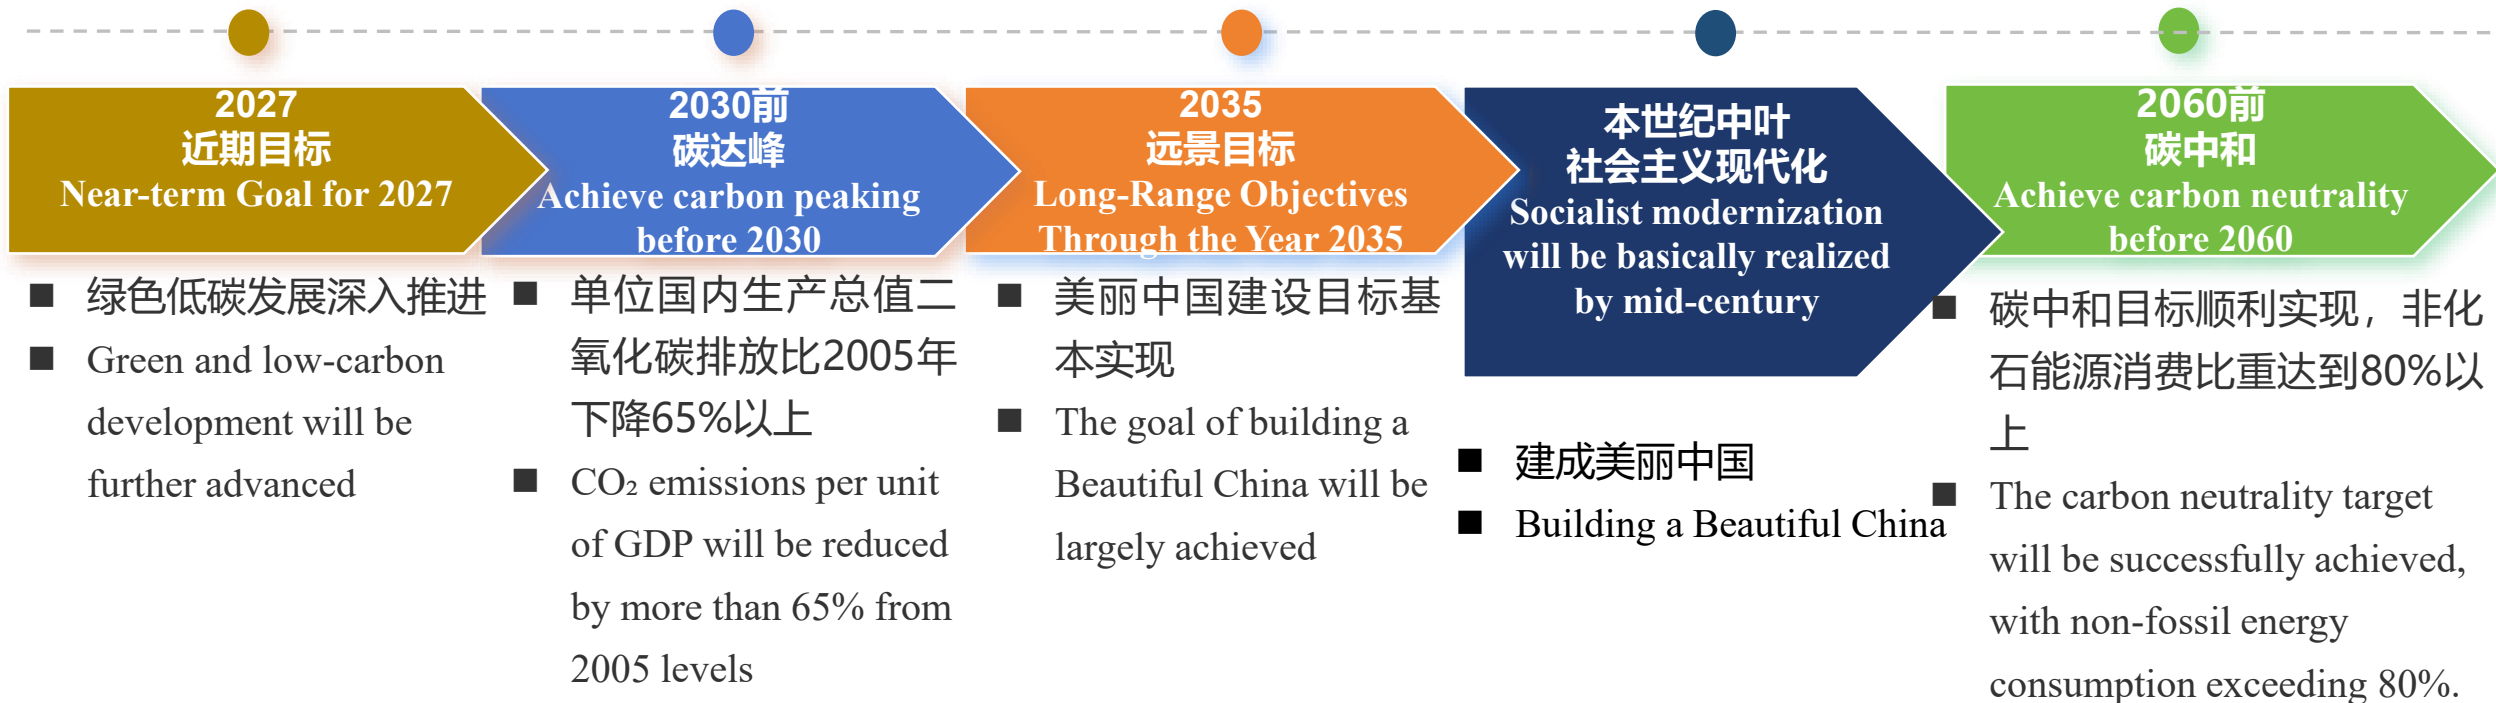 2027
近期目标
Near-term Goal for 2027
绿色低碳发展深入推进
Green and low-carbon
development will be
further advanced
2030前
碳达峰
Achieve carbon peaking
before 2030
单位国内生产总值二
氧化碳排放比2005年
下降65%以上
CO₂ emissions per unit
of GDP will be reduced
by more than 65% from
2005 levels
2035
远景目标
Long-Range Objectives
Through the Year 2035
美丽中国建设目标基
本实现
The goal of building a
Beautiful China will be
largely achieved
本世纪中叶
社会主义现代化
Socialist modernization
will be basically realized
by mid-century
建成美丽中国
Building a Beautiful China
2060前
碳中和
Achieve carbon neutrality
before 2060
碳中和目标顺利实现，非化
石能源消费比重达到80%以
上
The carbon neutrality target
will be successfully achieved,
with non-fossil energy
consumption exceeding 80%.